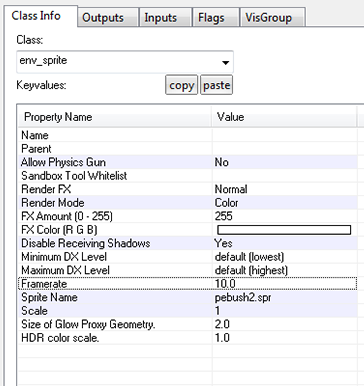 Class Info Outputs Inputs Flags VisGroup
Class:
env_sprite
Keyvalues: copy paste
Property Name Value
Name
Parent
Allow Physics Gun No
Sandbox Tool Whitelist
Render FX Normal
Render Mode Color
FX Amount (0 - 255) 255
FX Color (R G B)
Disable Receiving Shadows Yes
Minimum DX Level default (lowest)
Maximum DX Level default (highest)
Framerate 10.0
Sprite Name pebush2.spr
Scale 1
Size of Glow Proxy Geometry. 2.0
HDR color scale. 1.0